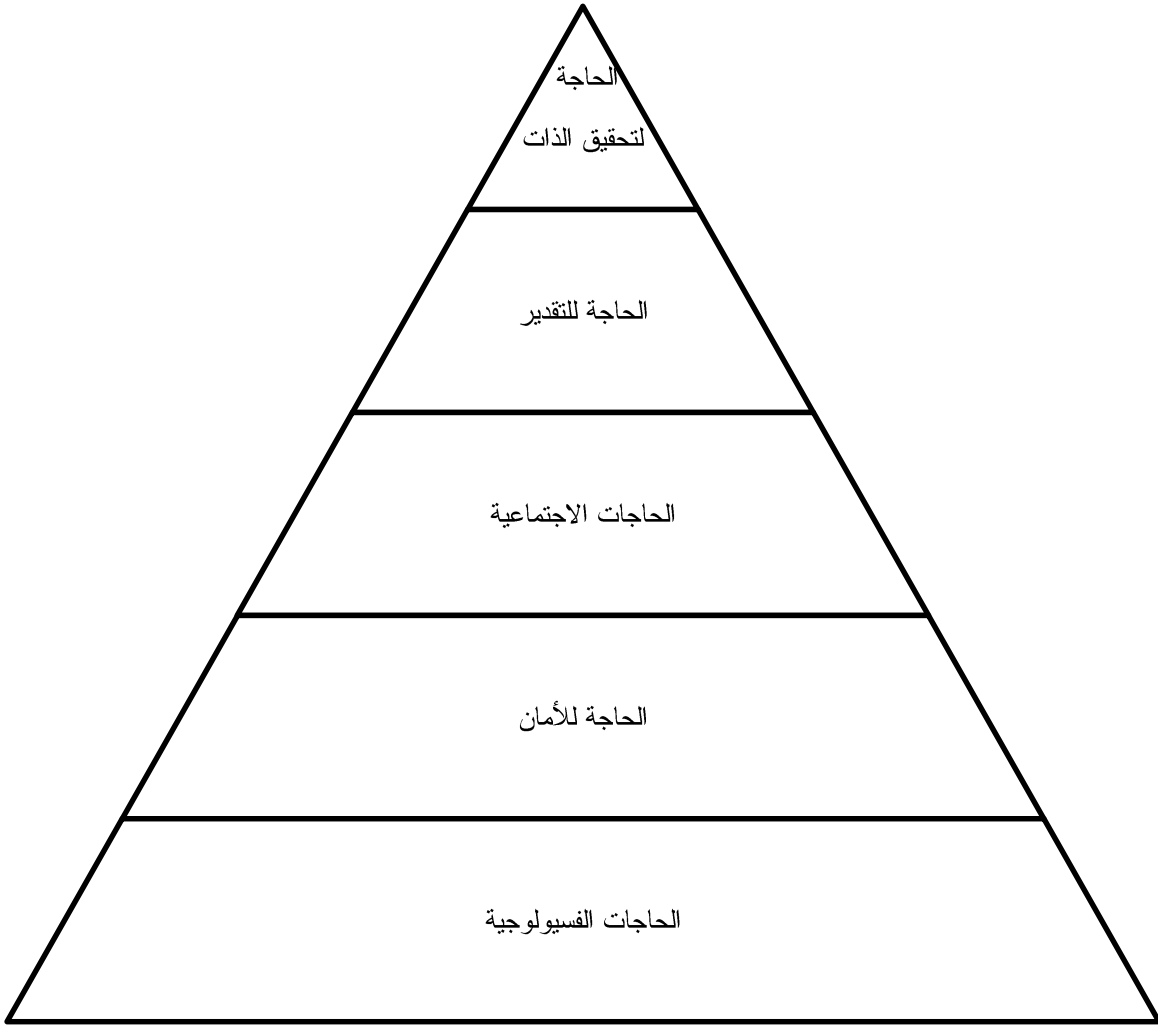 الحاجة
لتحقيق الذات
الحاجة للتقدير
الحاجات الاجتماعية
الحاجة للأمان
الحاجات الفسيولوجية